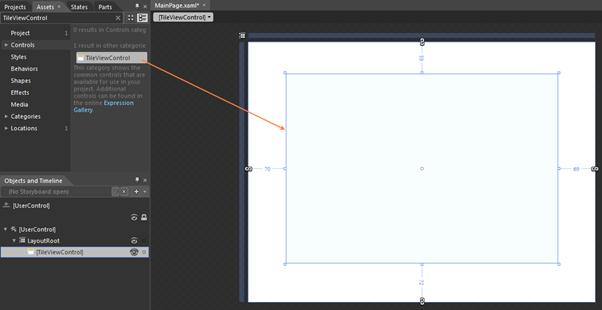 Projects
Assets ×
States
Parts
TileViewControl
Project
1
Controls
Styles
Behaviors
Shapes
Effects
Media
Categories
Locations
1
0 results in Controls categ
1 result in other categorie
TileViewControl
This category shows the
common controls that are
available for use in your
project. Additional
controls can be found in
the online Expression
Gallery.
Objects and Timeline
(No Storyboard open)
[UserControl]
[UserControl]
LayoutRoot
[TileViewControl]
MainPage.xaml* ×
[TileViewControl]
59
70
69
72